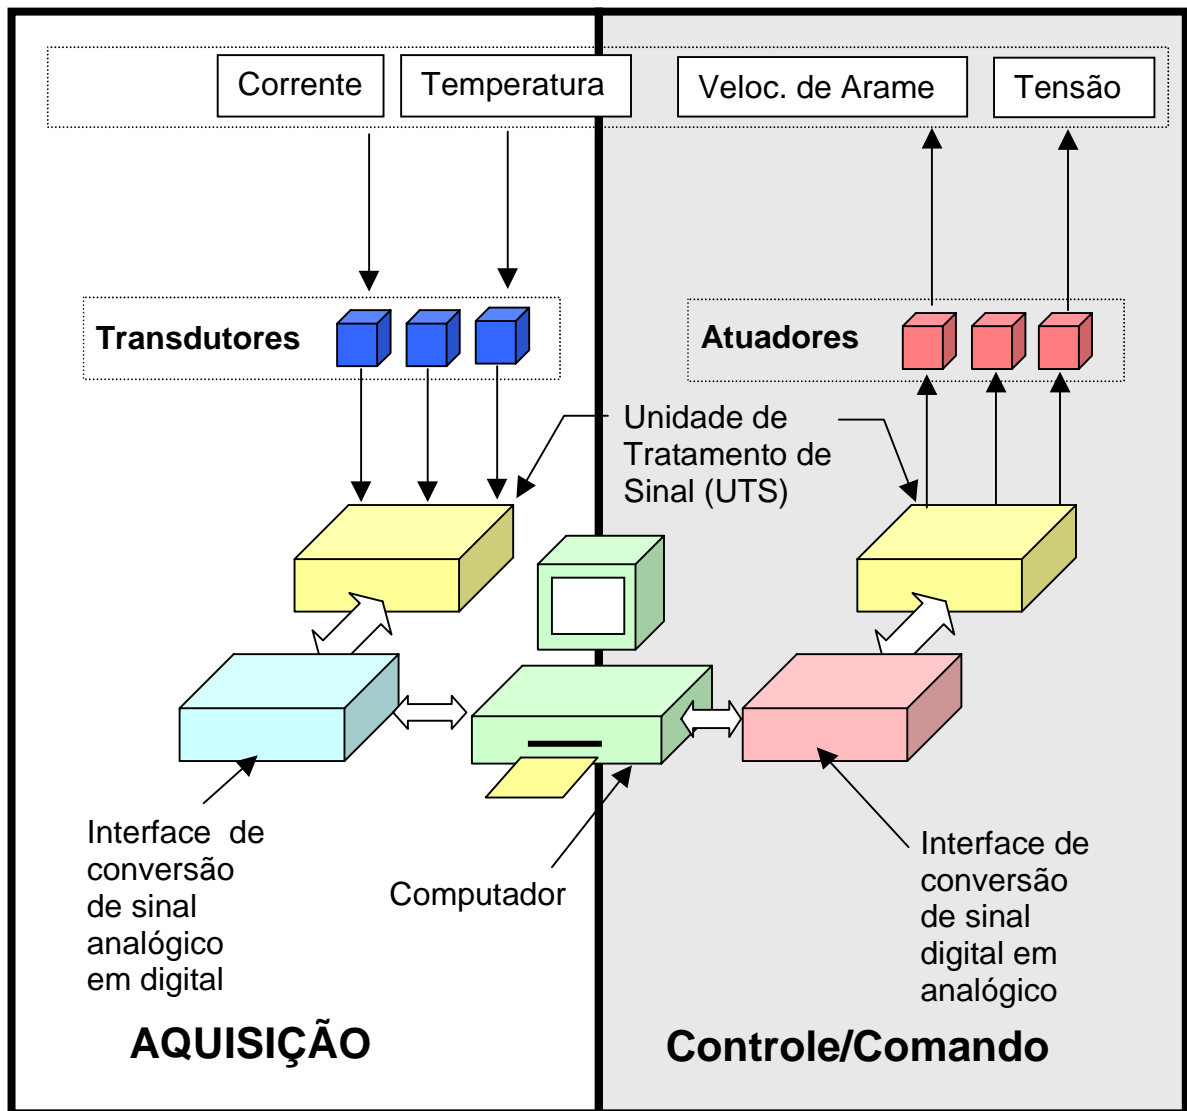 Corrente
Temperatura
Veloc. de Arame
Tensão
Transdutores
Atuadores
Unidade de
Tratamento de
Sinal (UTS)
Interface de
conversão
de sinal
analógico
em digital
Computador
Interface de
conversão
de sinal
digital em
analógico
AQUISIÇÃO
Controle/Comando